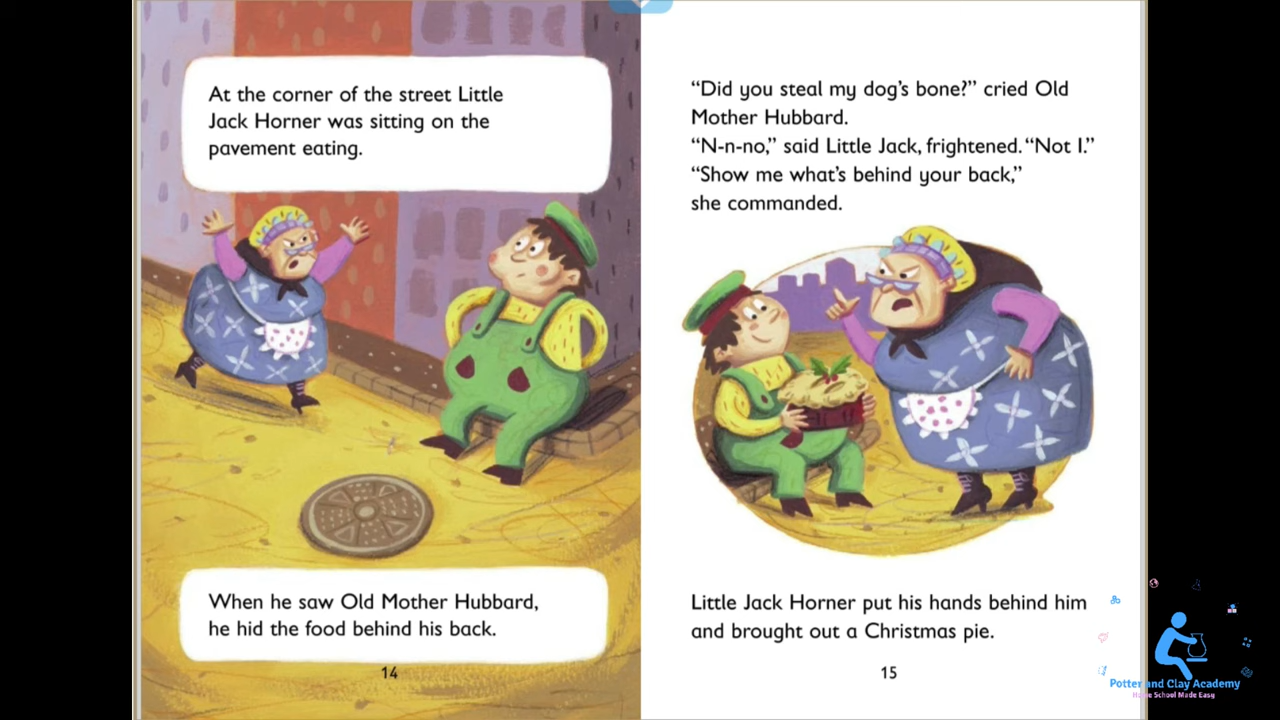 At the corner of the street Little
Jack Horner was sitting on the
pavement eating.
When he saw Old Mother Hubbard,
he hid the food behind his back.
14
“Did you steal my dog’s bone?” cried Old
Mother Hubbard.
“N-n-no,” said Little Jack, frightened. “Not I.”
“Show me what’s behind your back,”
she commanded.
Little Jack Horner put his hands behind him
and brought out a Christmas pie.
15
Potter and Clay Academy
Home School Made Easy